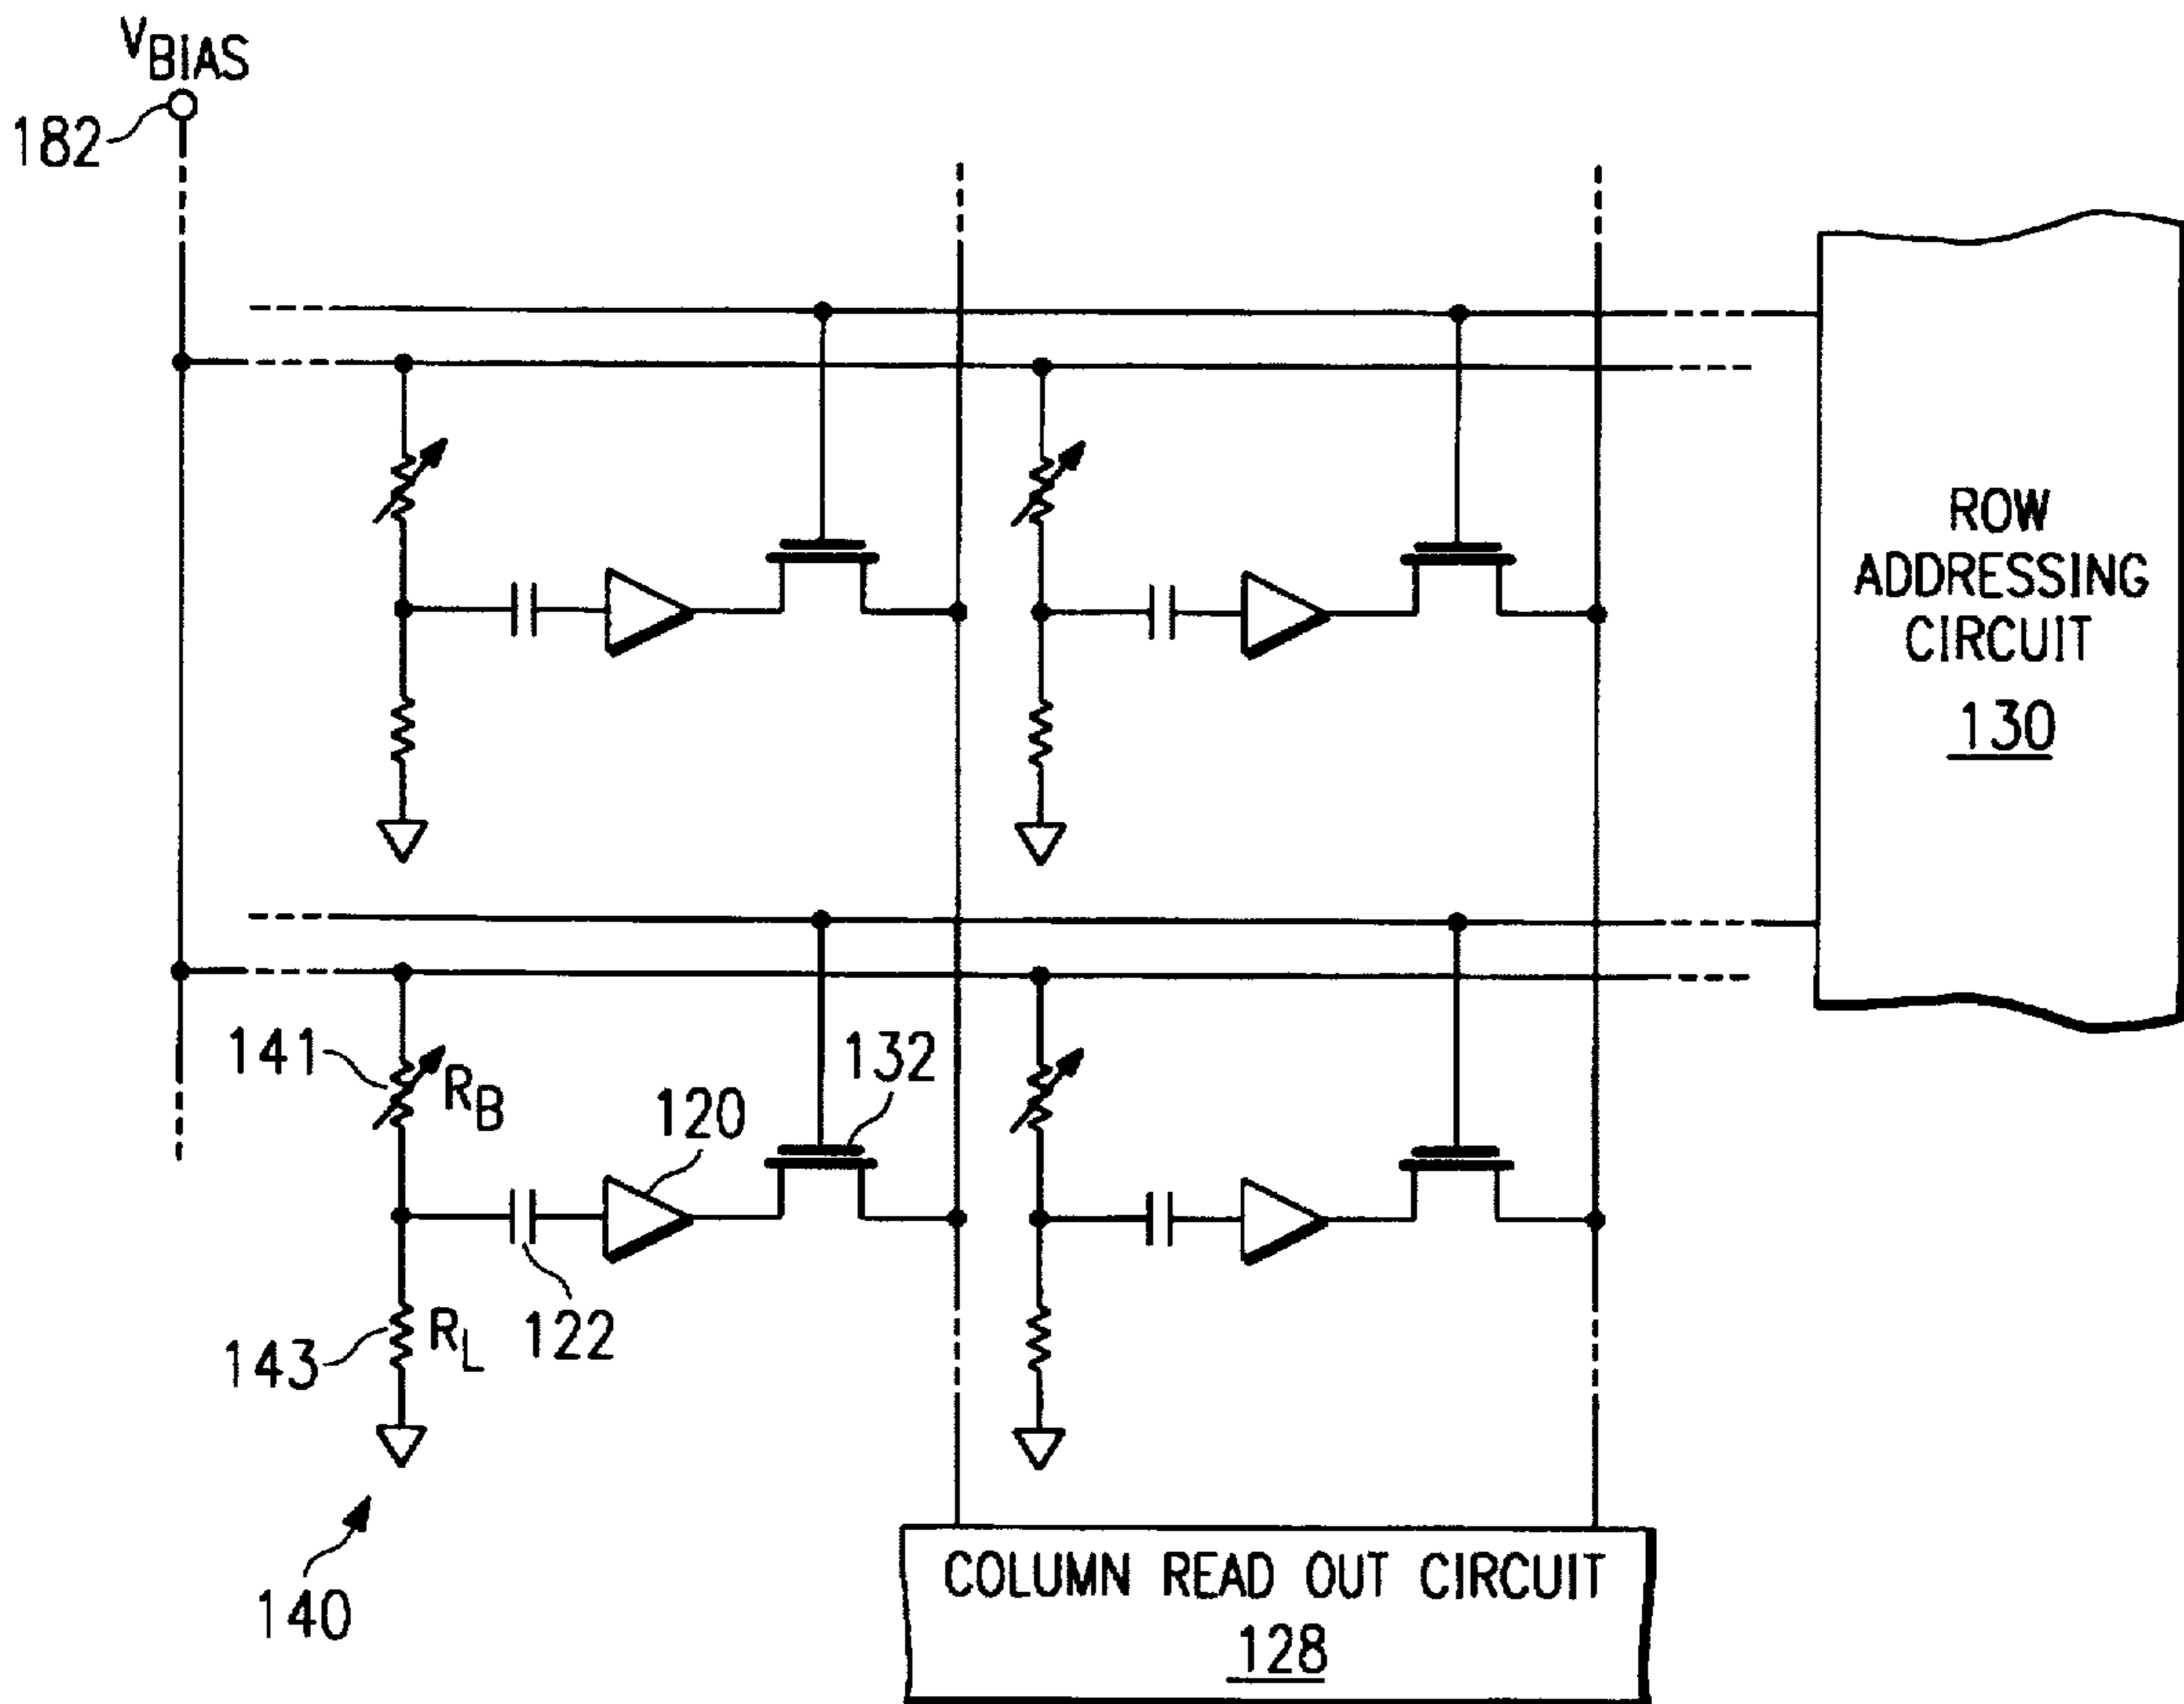 VBIAS
182
ROW
ADDRESSING
CIRCUIT
130
141
RB
132
120
122
143
RL
140
COLUMN READ OUT CIRCUIT
128